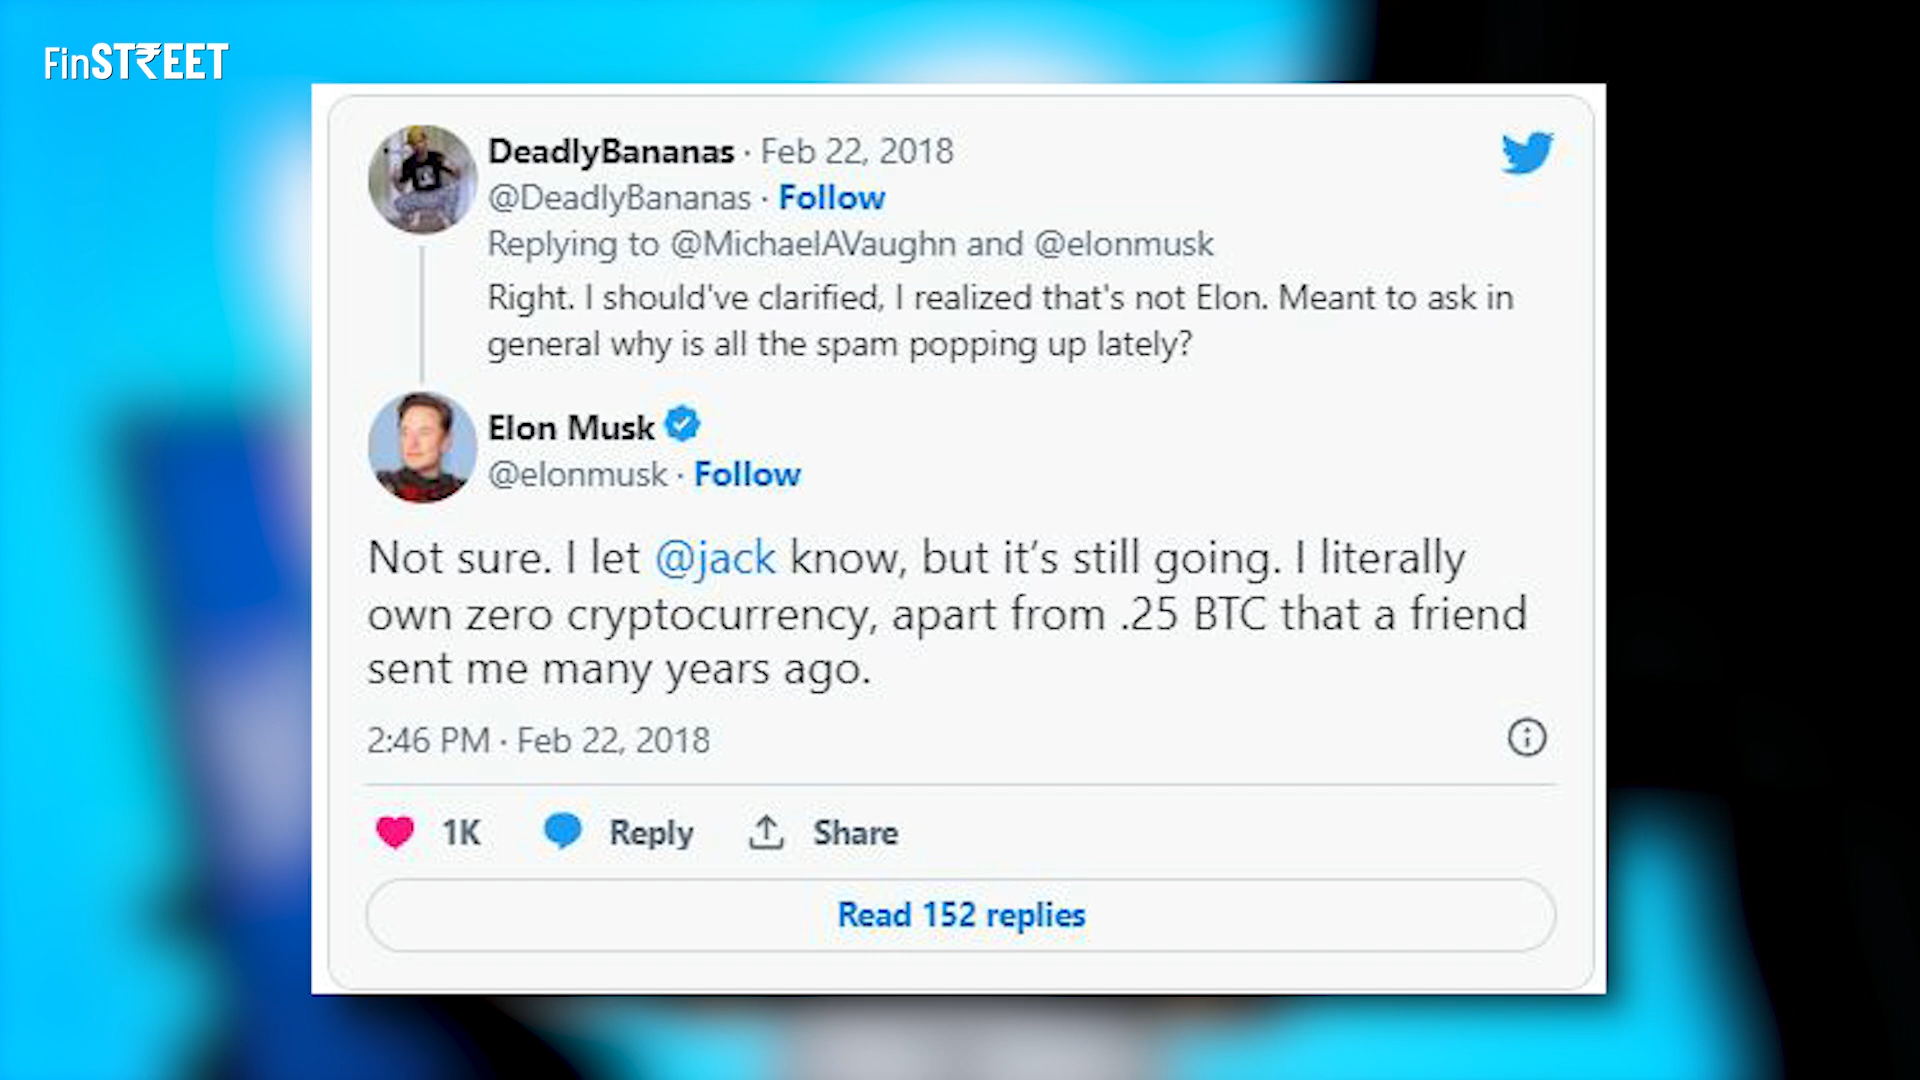 FinST₹EET
DeadlyBananas · Feb 22, 2018
@DeadlyBananas · Follow
Replying to @MichaelAVaughn and @elonmusk
Right. I should've clarified, I realized that's not Elon. Meant to ask in
general why is all the spam popping up lately?
Elon Musk
@elonmusk · Follow
Not sure. I let @jack know, but it’s still going. I literally
own zero cryptocurrency, apart from .25 BTC that a friend
sent me many years ago.
2:46 PM · Feb 22, 2018
1K Reply Share
Read 152 replies